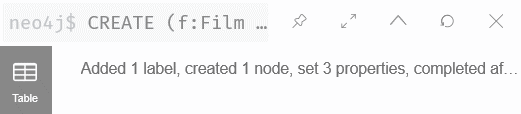 neo4j$ CREATE (f:Film …
Added 1 label, created 1 node, set 3 properties, completed af…
Table